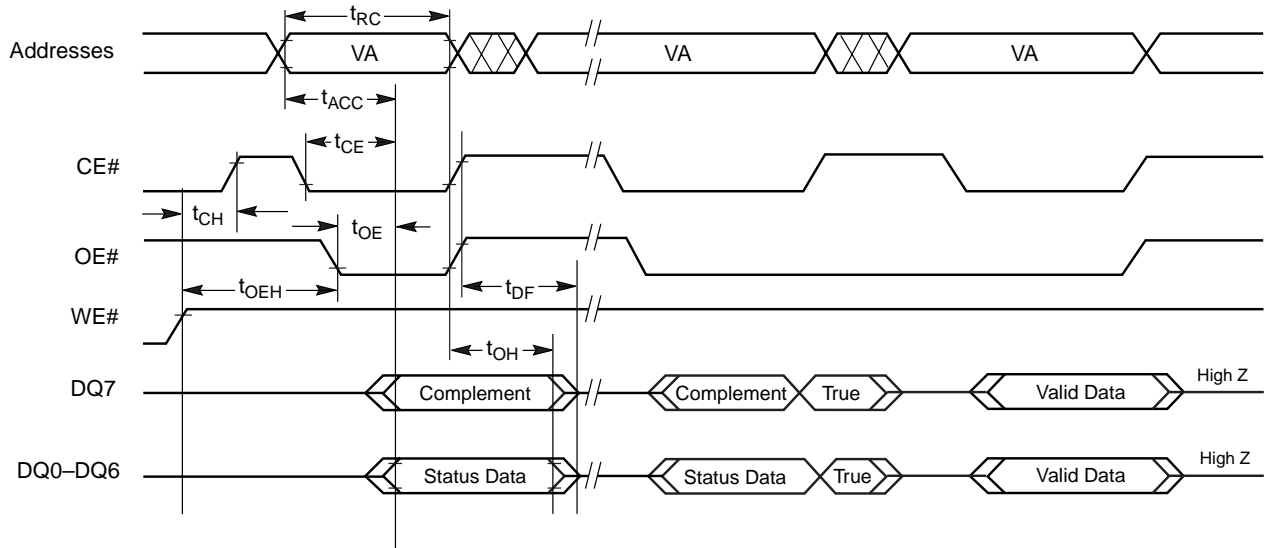 tRC
Addresses VA VA VA
tACC
tCE
CE#
tCH
tOE
OE#
tOEH
tDF
WE#
tOH
DQ7 Complement Complement True Valid Data High Z
DQ0–DQ6 Status Data Status Data True Valid Data High Z